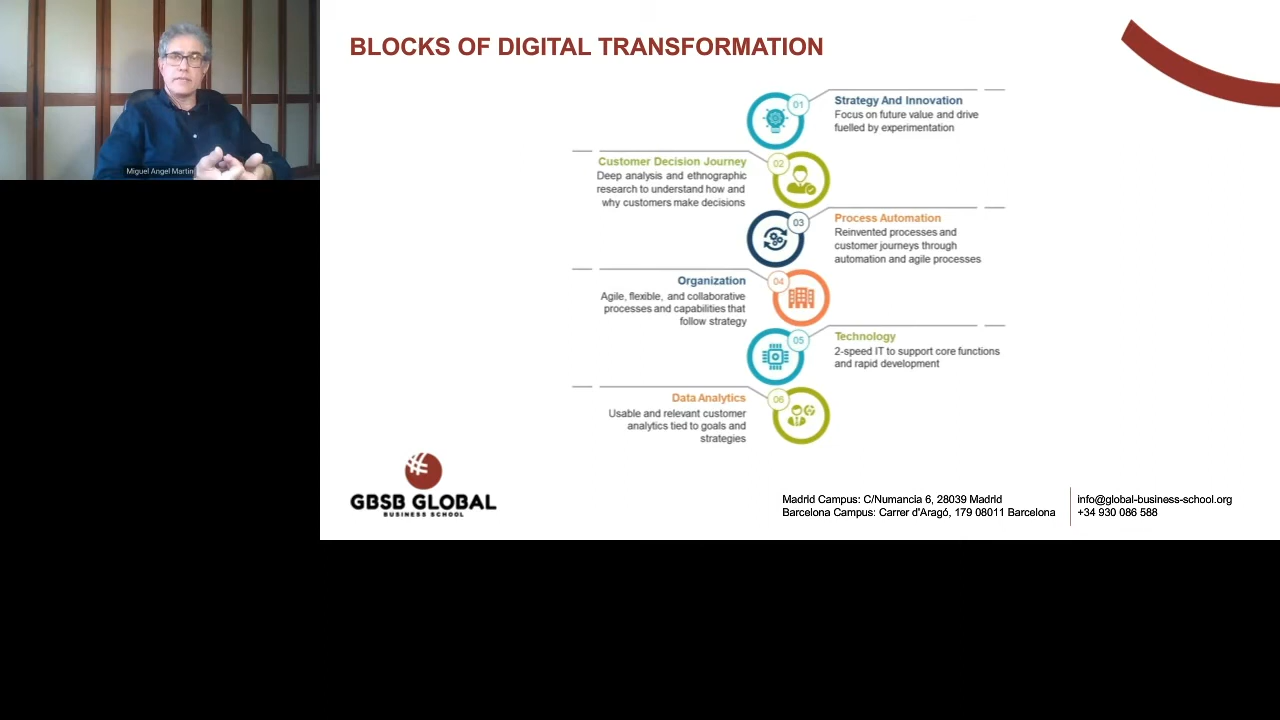 Miguel Angel Martin
BLOCKS OF DIGITAL TRANSFORMATION
01
Strategy And Innovation
Focus on future value and drive
fuelled by experimentation
02
Customer Decision Journey
Deep analysis and ethnographic
research to understand how and
why customers make decisions
03
Process Automation
Reinvented processes and
customer journeys through
automation and agile processes
04
Organization
Agile, flexible, and collaborative
processes and capabilities that
follow strategy
05
Technology
2-speed IT to support core functions
and rapid development
06
Data Analytics
Usable and relevant customer
analytics tied to goals and
strategies
GBSB GLOBAL
BUSINESS SCHOOL
Madrid Campus: C/Numancia 6, 28039 Madrid
Barcelona Campus: Carrer d'Aragó, 179 08011 Barcelona
info@global-business-school.org
+34 930 086 588